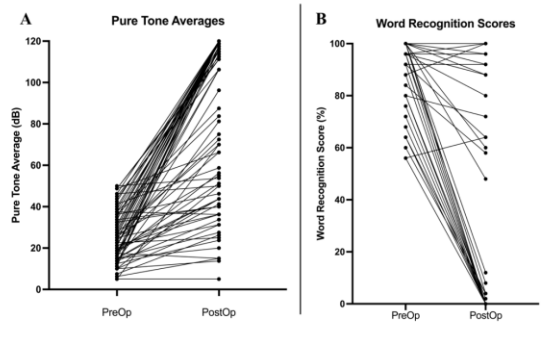 A
Pure Tone Averages
Pure Tone Average (dB)
120
100
80
60
40
20
0
PreOp PostOp
B
Word Recognition Scores
Word Recognition Score (%)
100
80
60
40
20
0
PreOp PostOp